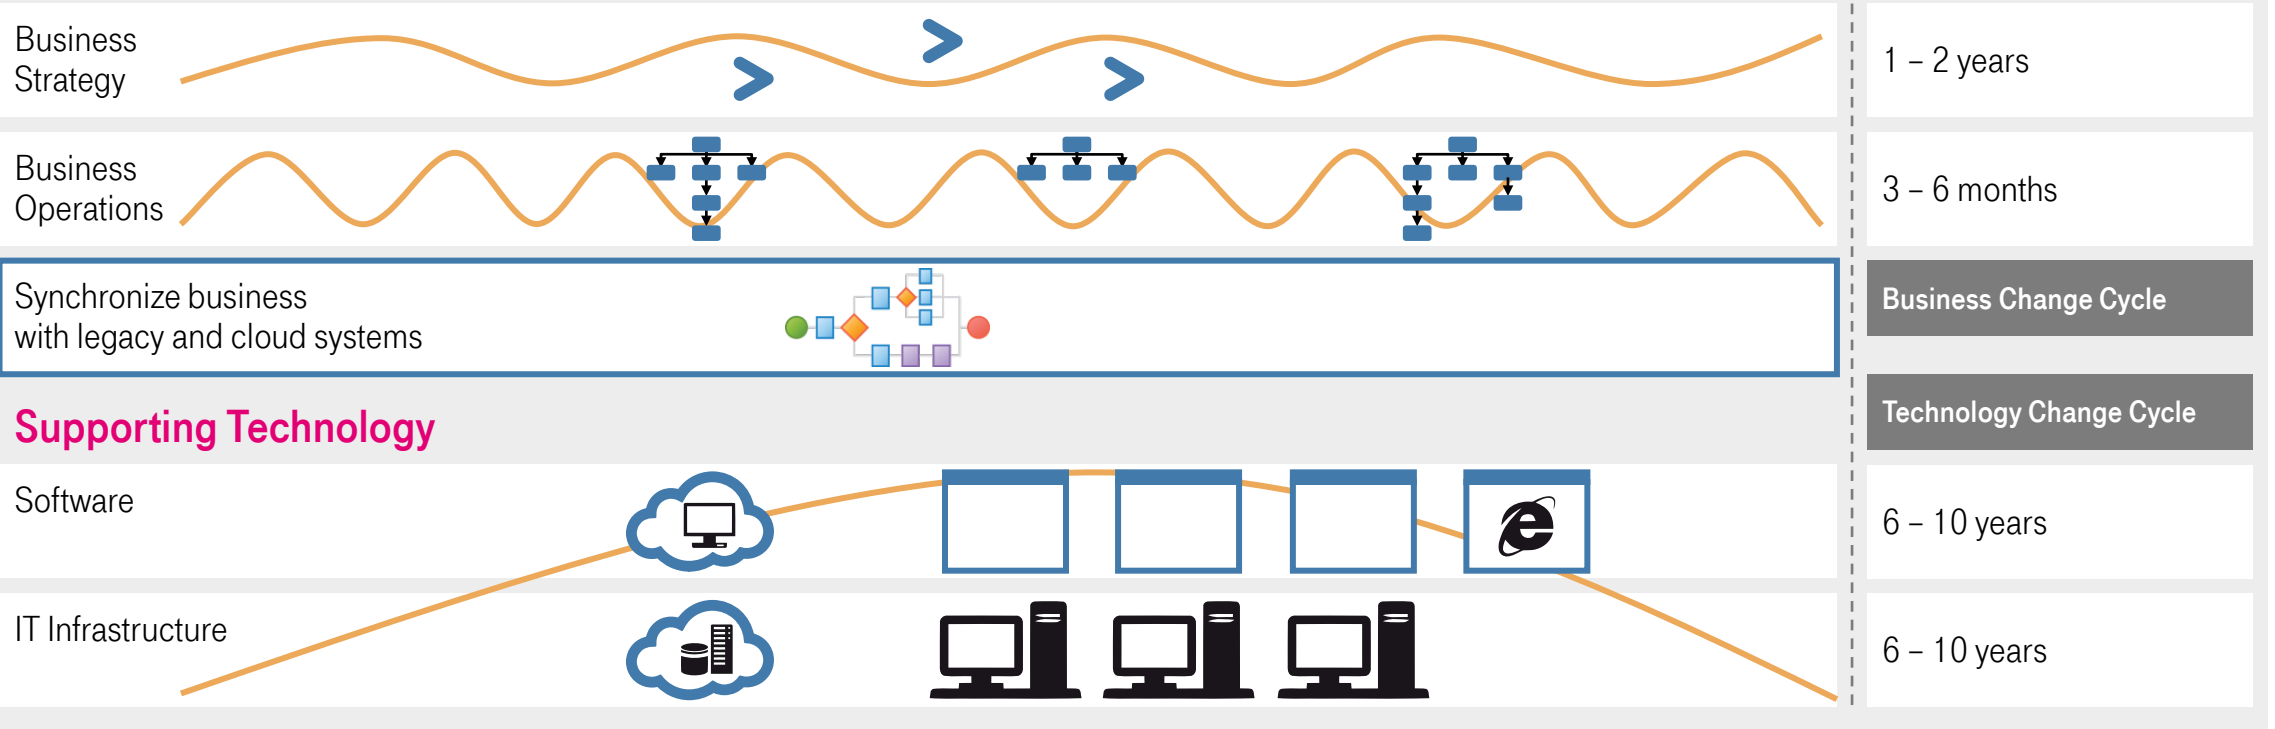 Business
Strategy
1 – 2 years
Business
Operations
3 – 6 months
Synchronize business
with legacy and cloud systems
Business Change Cycle
Technology Change Cycle
Supporting Technology
Software
6 – 10 years
IT Infrastructure
6 – 10 years